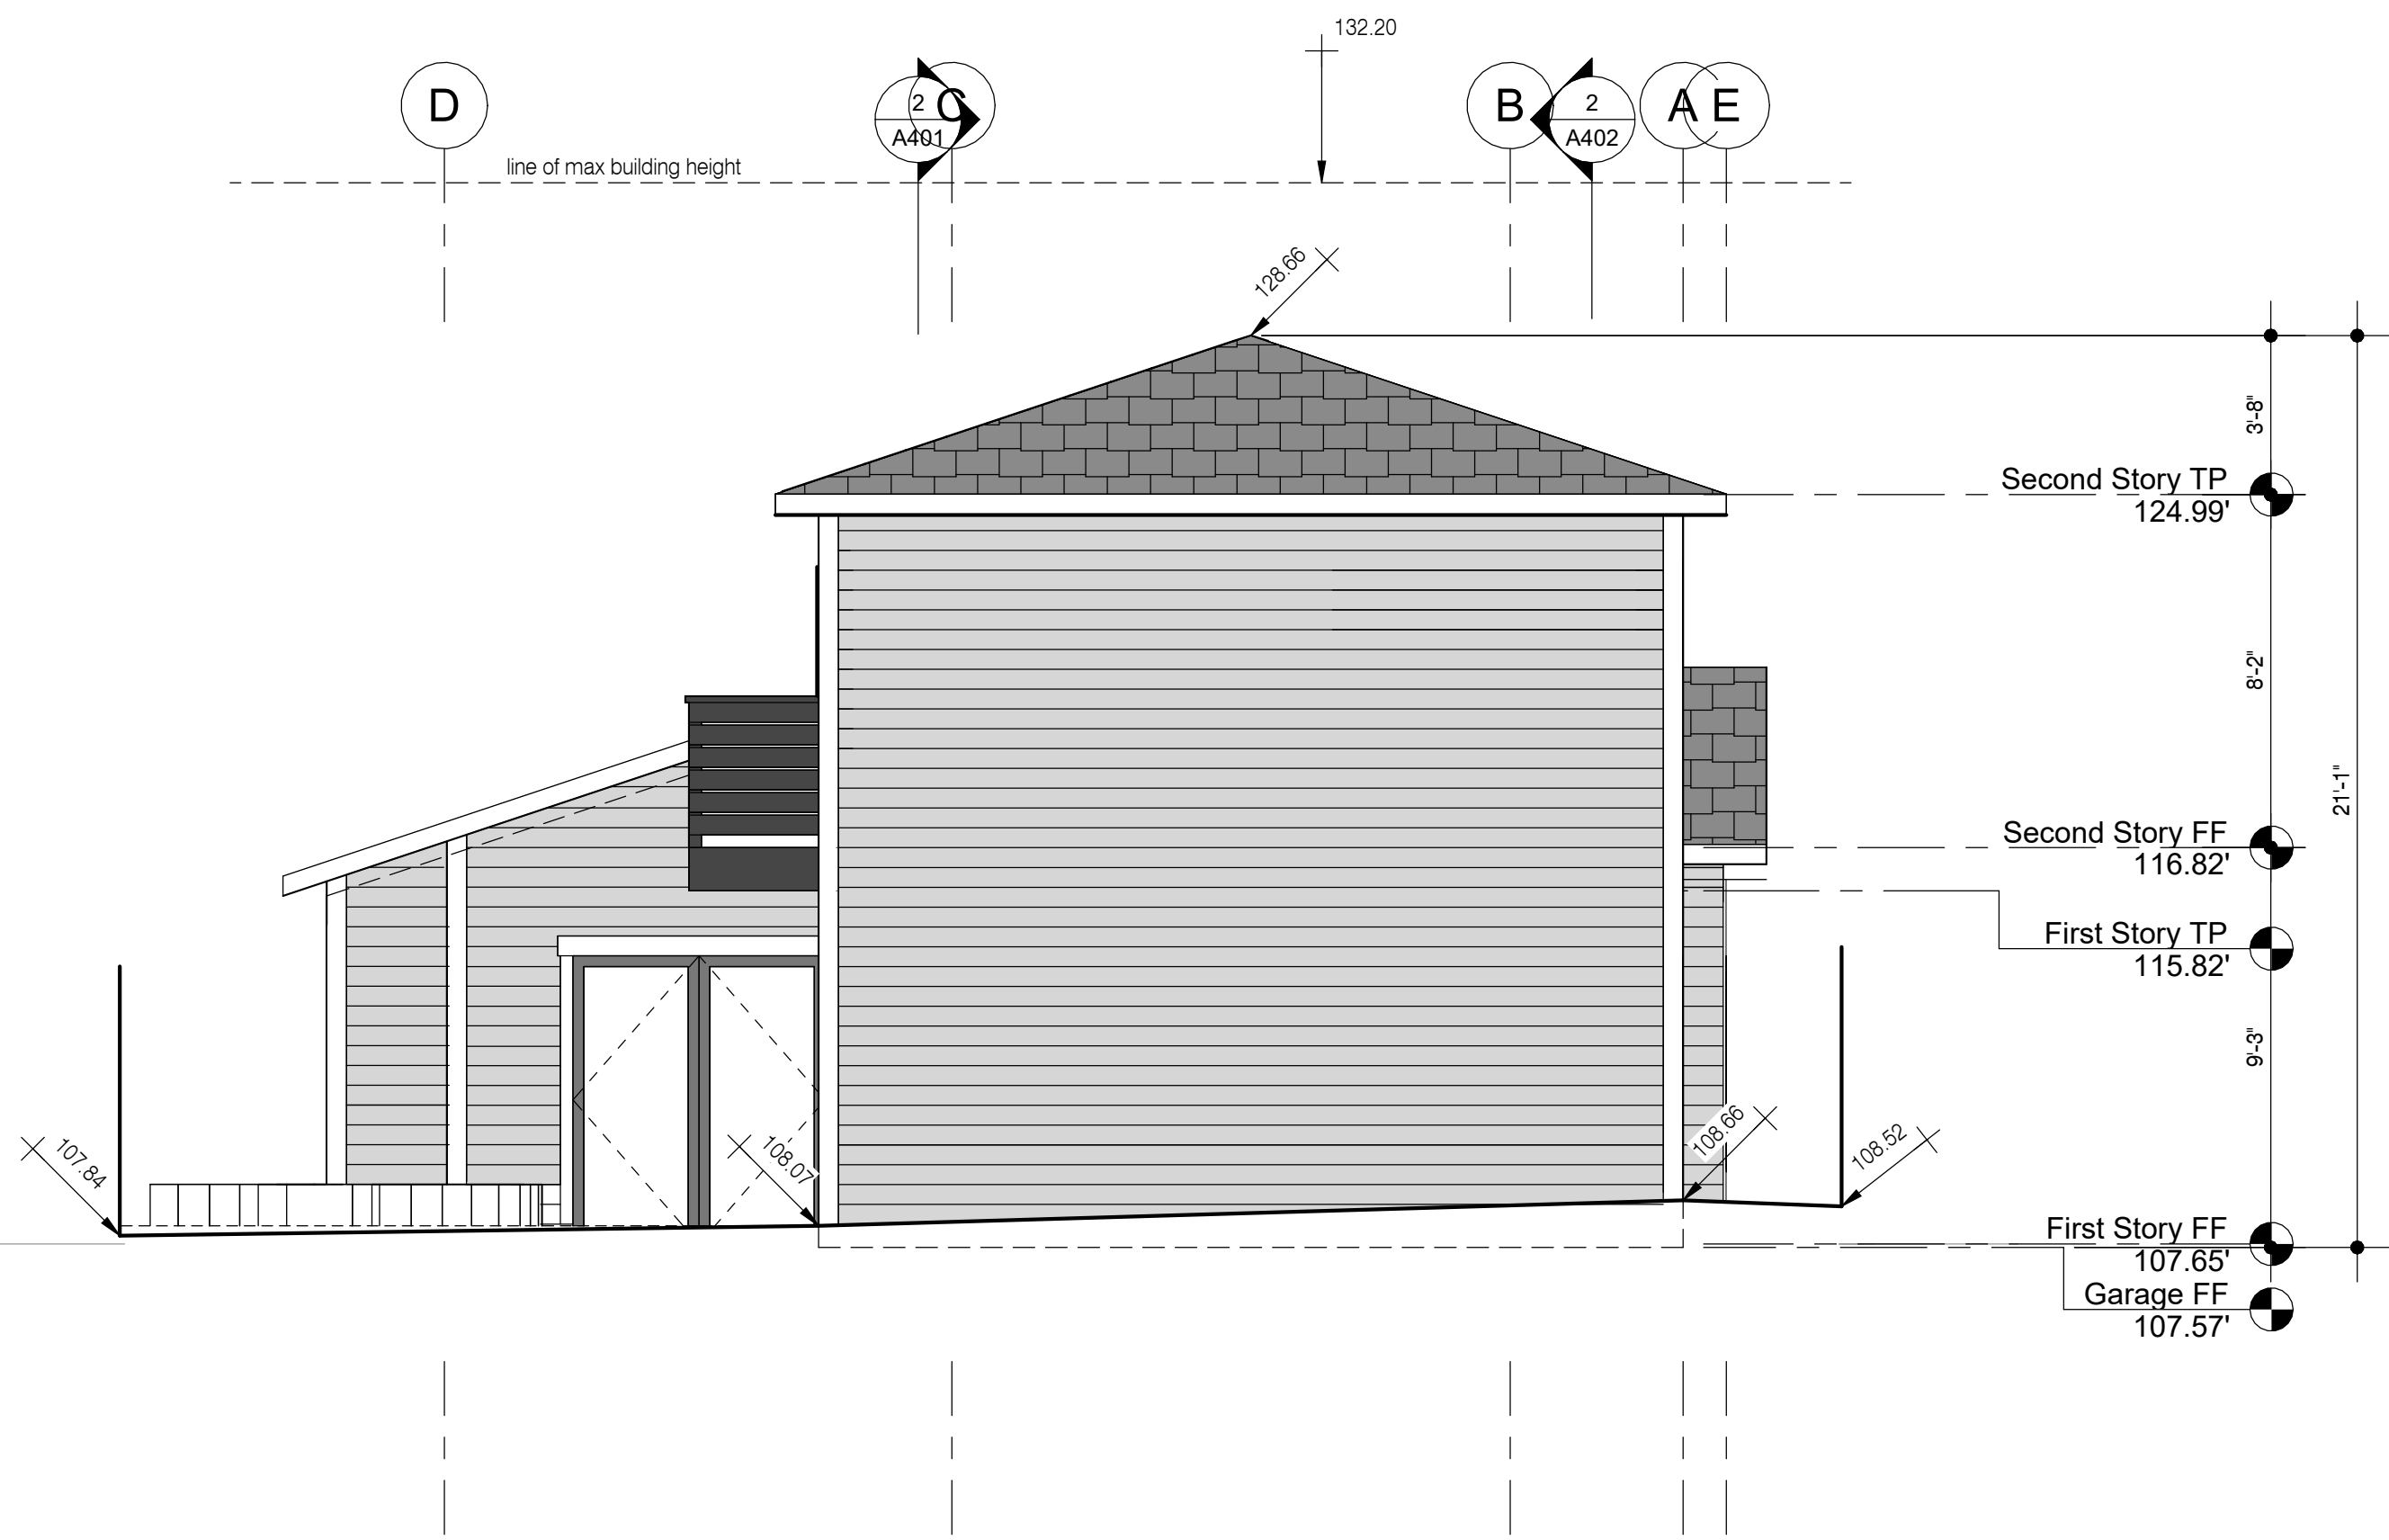 132.20
D
2
A401
C
B
2
A402
A
E
line of max building height
128.66
3'-8"
Second Story TP
124.99'
8'-2"
21'-1"
Second Story FF
116.82'
First Story TP
115.82'
9'-3"
107.84
108.07
108.66
108.52
First Story FF
107.65'
Garage FF
107.57'